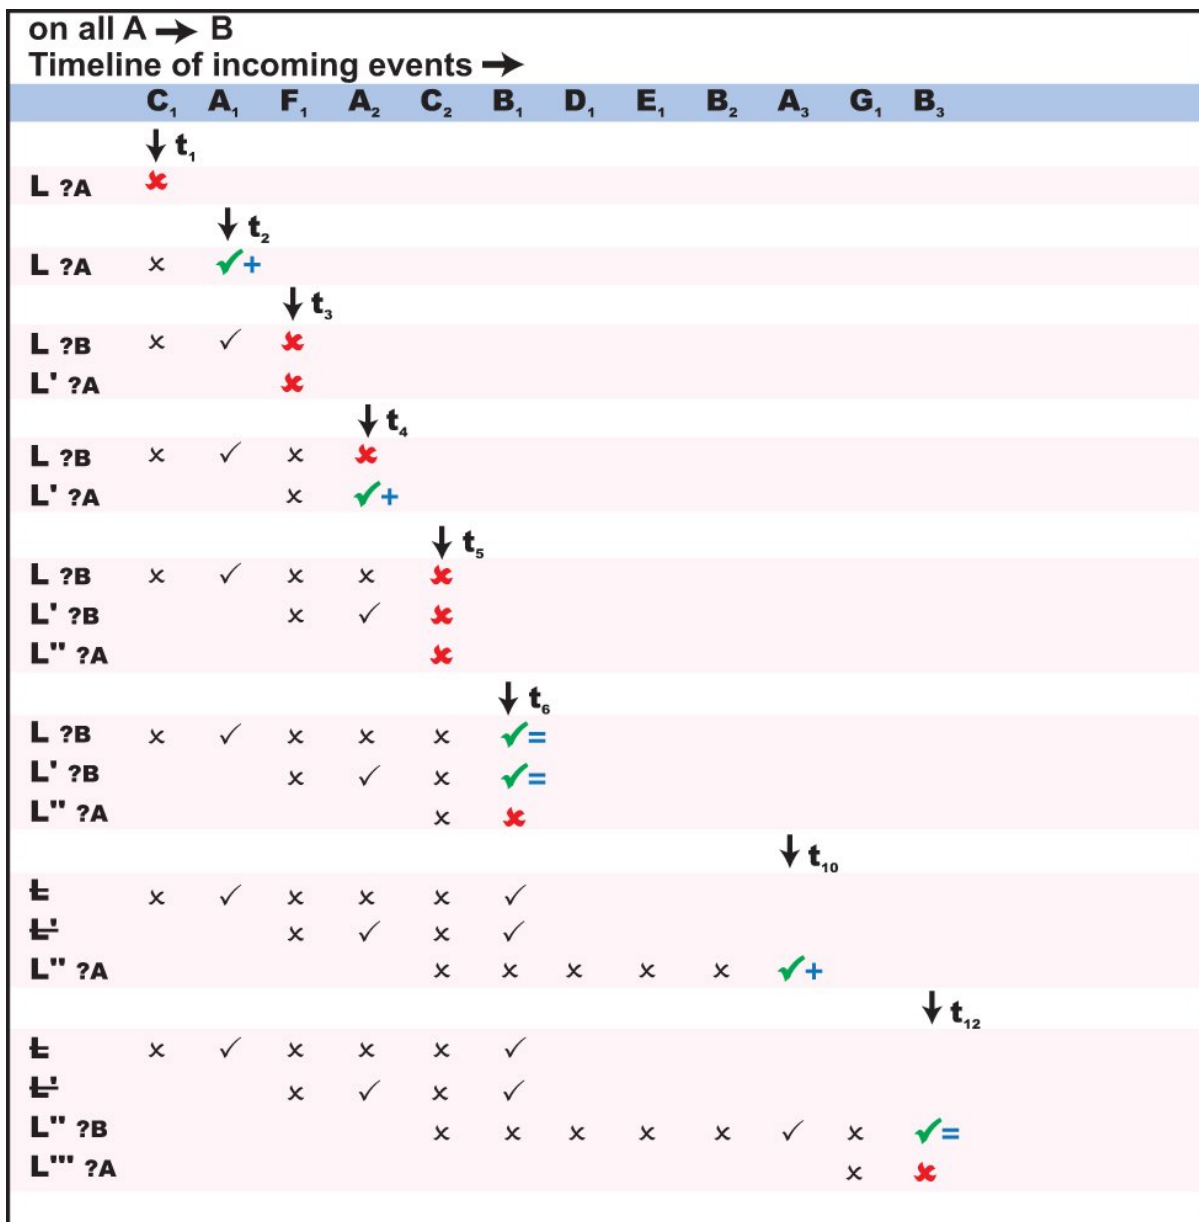 on all A → B
Timeline of incoming events →
C₁ A₁ F₁ A₂ C₂ B₁ D₁ E₁ B₂ A₃ G₁ B₃
t₁
L ?A ✘
t₂
L ?A ✗ ✓+
t₃
L ?B ✗ ✓ ✘
L' ?A ✘
t₄
L ?B ✗ ✓ ✗ ✘
L' ?A ✗ ✓+
t₅
L ?B ✗ ✓ ✗ ✗ ✘
L' ?B ✗ ✓ ✘
L" ?A ✘
t₆
L ?B ✗ ✓ ✗ ✗ ✗ ✓=
L' ?B ✗ ✓ ✗ ✓=
L" ?A ✗ ✘
t₁₀
L ✗ ✓ ✗ ✗ ✗ ✓
L' ✗ ✓ ✗ ✓
L" ?A ✗ ✗ ✗ ✗ ✗ ✓+
t₁₂
L ✗ ✓ ✗ ✗ ✗ ✓
L' ✗ ✓ ✗ ✓
L" ?B ✗ ✗ ✗ ✗ ✗ ✓ ✗ ✓=
L"' ?A ✗ ✘